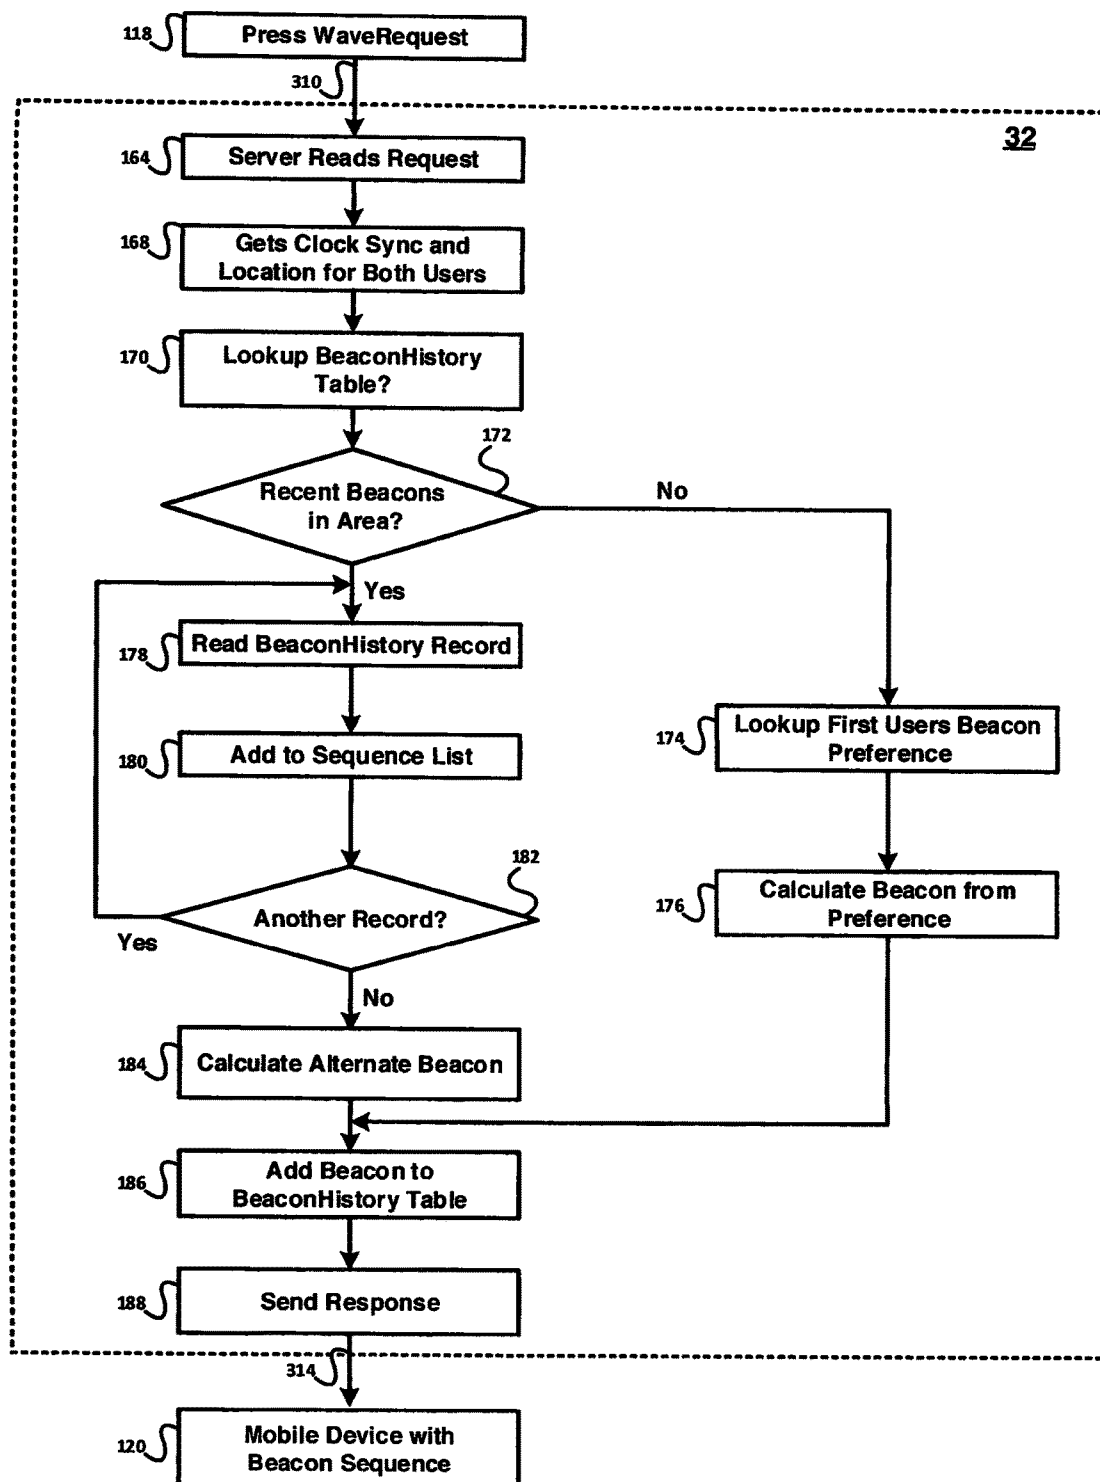 118
Press WaveRequest
310
32
164
Server Reads Request
168
Gets Clock Sync and
Location for Both Users
170
Lookup BeaconHistory
Table?
172
Recent Beacons
in Area?
No
Yes
178
Read BeaconHistory Record
174
Lookup First Users Beacon
Preference
180
Add to Sequence List
182
Another Record?
Yes
176
Calculate Beacon from
Preference
No
184
Calculate Alternate Beacon
186
Add Beacon to
BeaconHistory Table
188
Send Response
314
120
Mobile Device with
Beacon Sequence